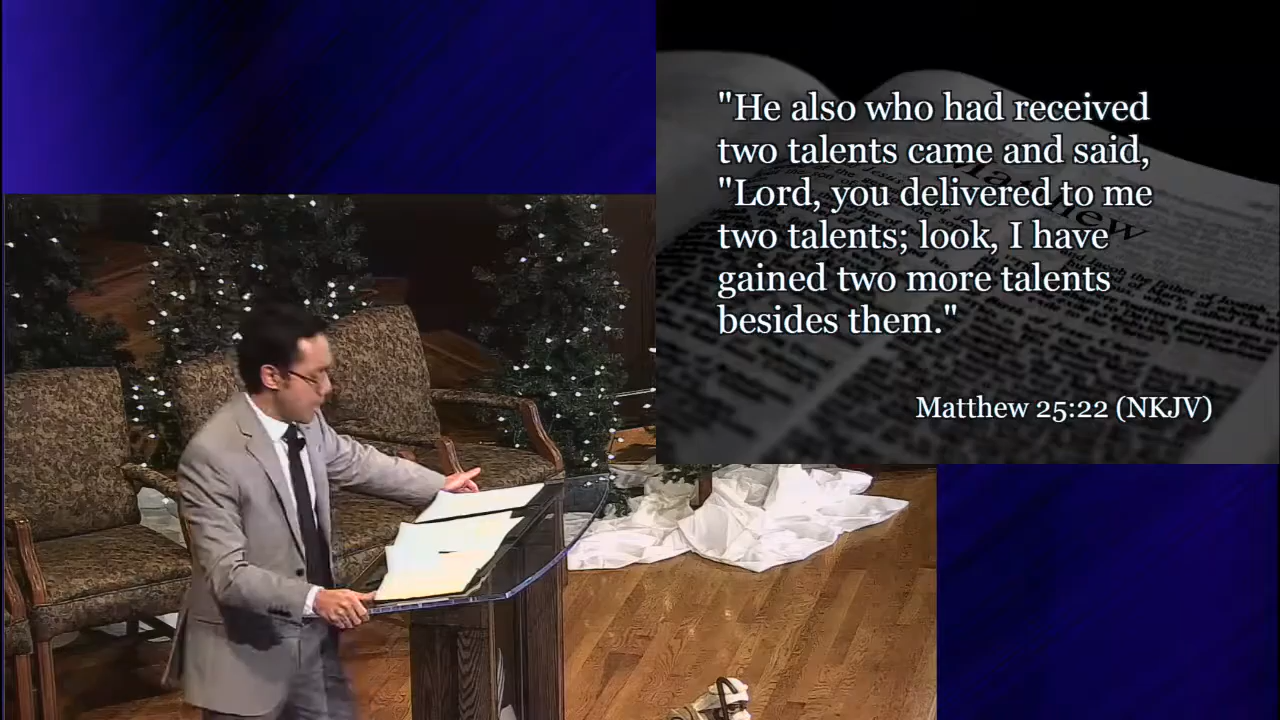 "He also who had received
two talents came and said,
"Lord, you delivered to me
two talents; look, I have
gained two more talents
besides them."
Matthew 25:22 (NKJV)